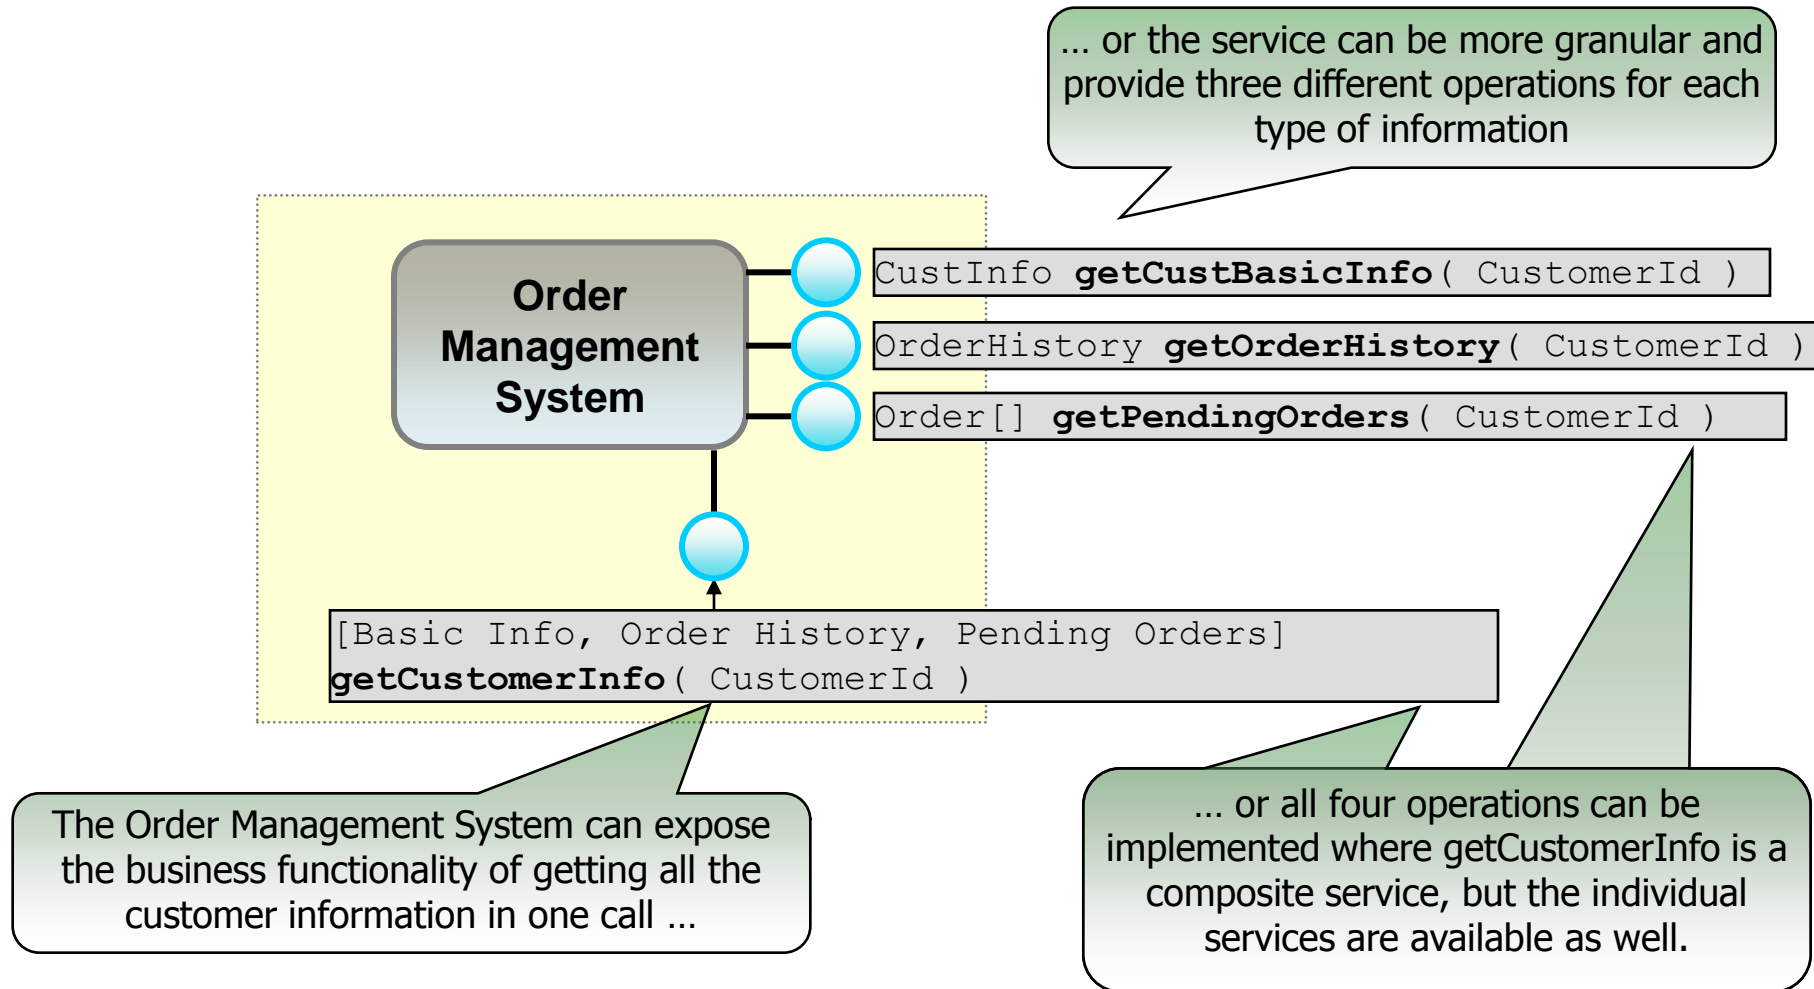 … or the service can be more granular and
provide three different operations for each
type of information
Order
Management
System
CustInfo getCustBasicInfo( CustomerId )
OrderHistory getOrderHistory( CustomerId )
Order[] getPendingOrders( CustomerId )
[Basic Info, Order History, Pending Orders]
getCustomerInfo( CustomerId )
The Order Management System can expose
the business functionality of getting all the
customer information in one call …
… or all four operations can be
implemented where getCustomerInfo is a
composite service, but the individual
services are available as well.